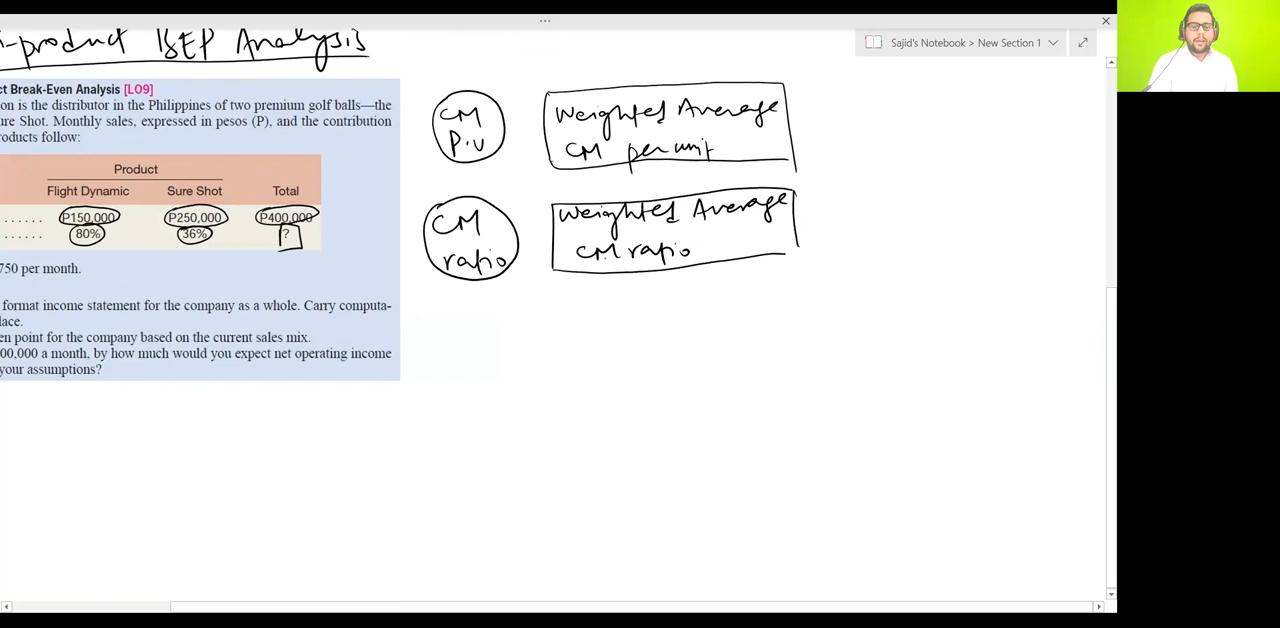 -product BEP Analysis
Sajid's Notebook > New Section 1
ct Break-Even Analysis [LO9]
on is the distributor in the Philippines of two premium golf balls—the
ure Shot. Monthly sales, expressed in pesos (P), and the contribution
roducts follow:
Product
Flight Dynamic Sure Shot Total
...... P150,000 P250,000 P400,000
..... 80% 36% ?
750 per month.
format income statement for the company as a whole. Carry computa-
lace.
en point for the company based on the current sales mix.
00,000 a month, by how much would you expect net operating income
your assumptions?
CM
P.U
Weighted Average
CM per unit
CM
ratio
Weighted Average
CM ratio